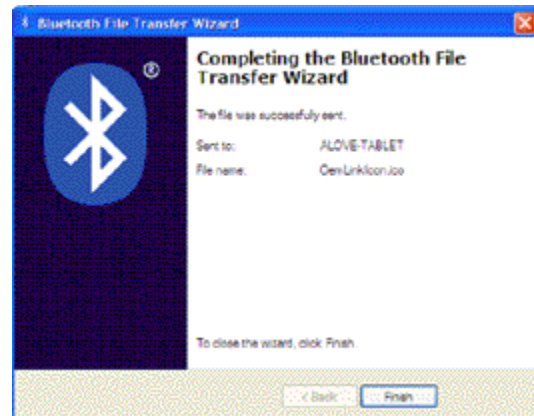 Bluetooth File Transfer Wizard
Completing the Bluetooth File
Transfer Wizard
The file was successfully sent.
Sent to: ALOVE-TABLET
File name: OemLinkIcon.ico
To close the wizard, click Finish.
< Back Finish